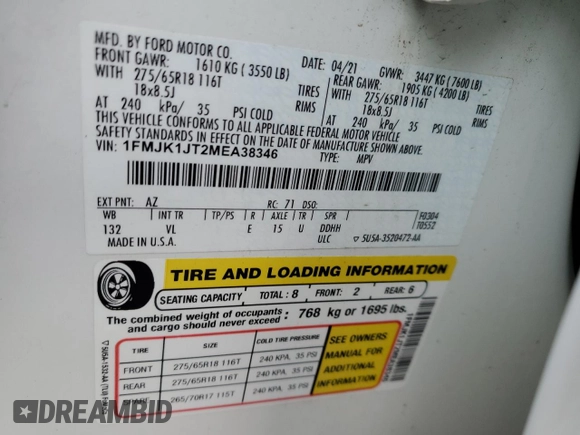 MFD. BY FORD MOTOR CO.
DATE: 04/21 GVWR: 3447 KG (7600 LB)
FRONT GAWR: 1610 KG (3550 LB) REAR GAWR: 1905 KG (4200 LB)
WITH 275/65R18 116T TIRES WITH 275/65R18 116T TIRES
18x8.5J RIMS 18x8.5J
AT 240 kPa/ 35 PSI COLD AT 240 kPa/ 35 PSI COLD
THIS VEHICLE CONFORMS TO ALL APPLICABLE FEDERAL MOTOR VEHICLE
SAFETY STANDARDS IN EFFECT ON THE DATE OF MANUFACTURE SHOWN ABOVE.
VIN: 1FMJK1JT2MEA38346
TYPE: MPV
EXT PNT: AZ RC: 71 DSO:
WB INT TR TP/PS R AXLE TR SPR F0304
132 VL E 15 U DDHH T0552
MADE IN U.S.A. ULC ▽ 5USA-3520472-AA
TIRE AND LOADING INFORMATION
SEATING CAPACITY TOTAL: 8 FRONT: 2 REAR: 6
The combined weight of occupants
and cargo should never exceed: 768 kg or 1695 lbs.
TIRE SIZE COLD TIRE PRESSURE
FRONT 275/65R18 116T 240 KPA, 35 PSI
REAR 275/65R18 116T 240 KPA, 35 PSI
SPARE 265/70R17 115T 240 KPA, 35 PSI
SEE OWNERS
MANUAL FOR
ADDITIONAL
INFORMATION
DREAMBID